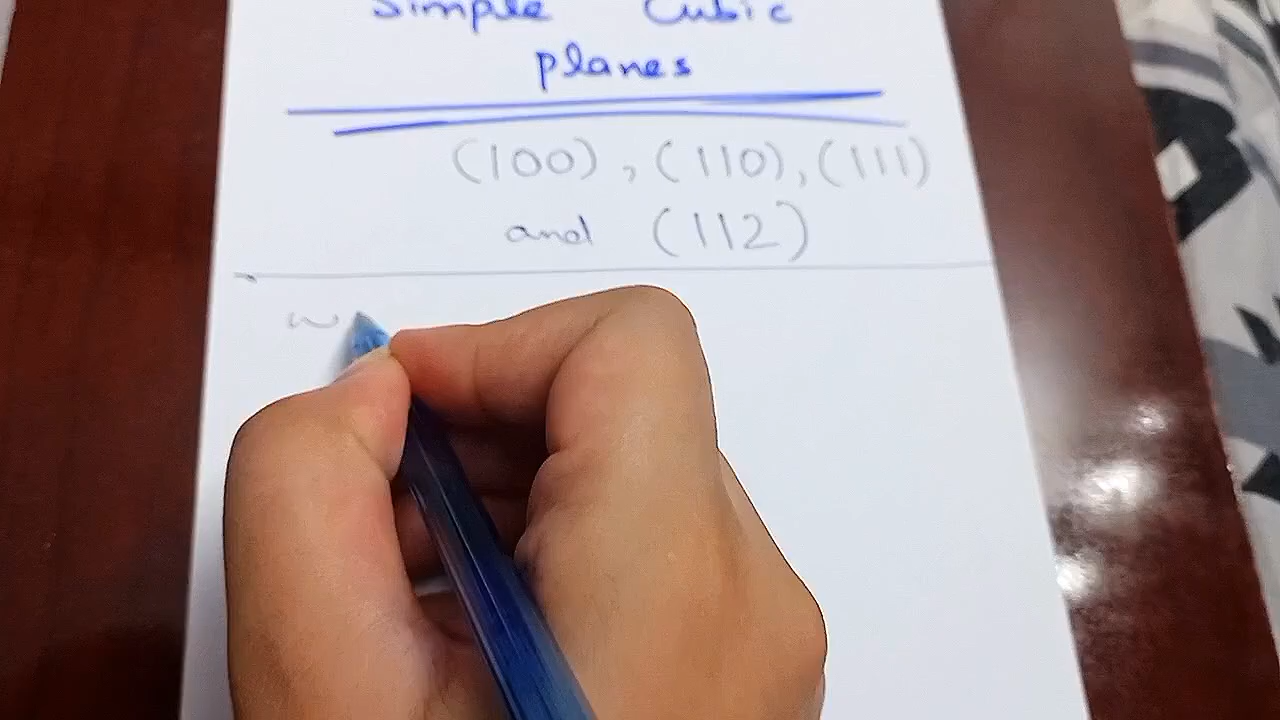 Simple Cubic
planes
(100), (110), (111)
and (112)
w